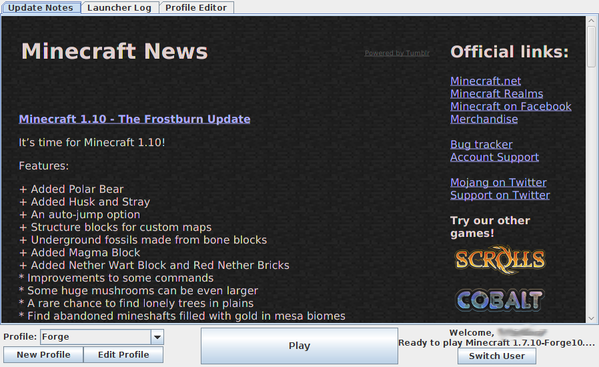 Update Notes
Launcher Log
Profile Editor
Minecraft News
Powered by Tumblr
Minecraft 1.10 - The Frostburn Update
It's time for Minecraft 1.10!
Features:
+ Added Polar Bear
+ Added Husk and Stray
+ An auto-jump option
+ Structure blocks for custom maps
+ Underground fossils made from bone blocks
+ Added Magma Block
+ Added Nether Wart Block and Red Nether Bricks
* Improvements to some commands
* Some huge mushrooms can be even larger
* A rare chance to find lonely trees in plains
* Find abandoned mineshafts filled with gold in mesa biomes
Official links:
Minecraft.net
Minecraft Realms
Minecraft on Facebook
Merchandise
Bug tracker
Account Support
Mojang on Twitter
Support on Twitter
Try our other
games!
SCROLLS
COBALT
Profile:
Forge
New Profile
Edit Profile
Play
Welcome,
Ready to play Minecraft 1.7.10-Forge10....
Switch User